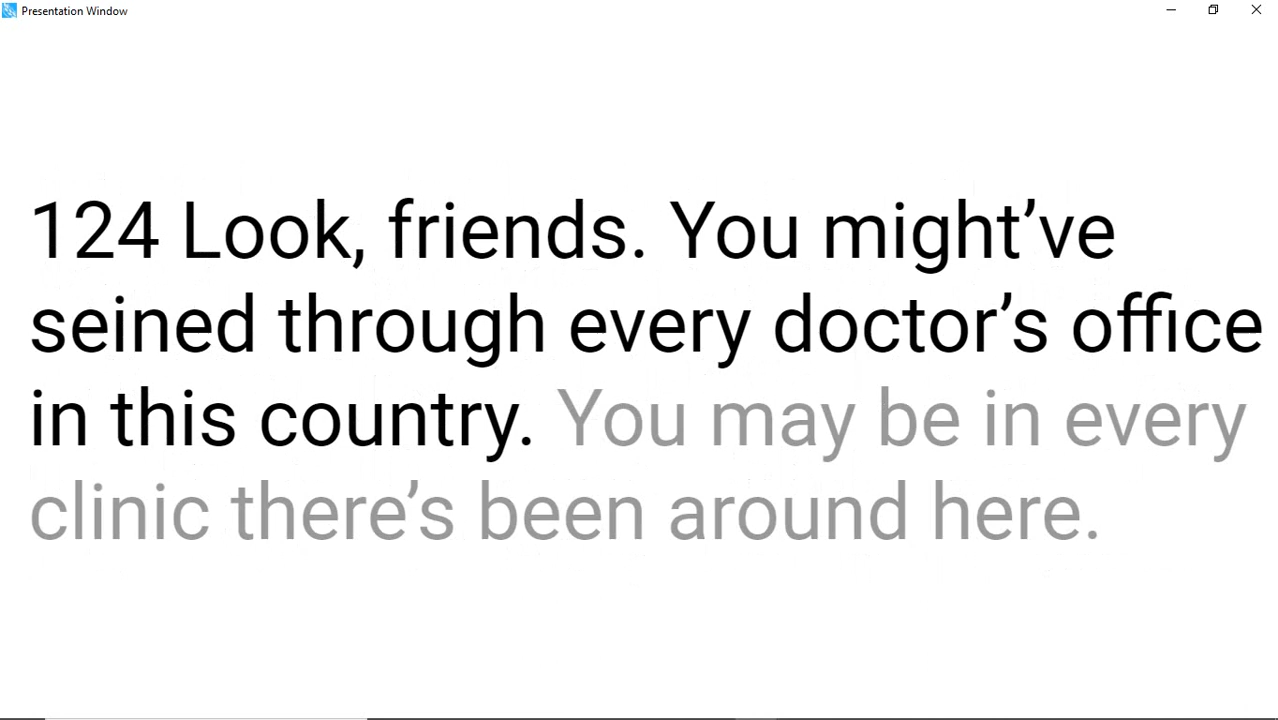 Presentation Window
124 Look, friends. You might’ve
seined through every doctor’s office
in this country. You may be in every
clinic there’s been around here.